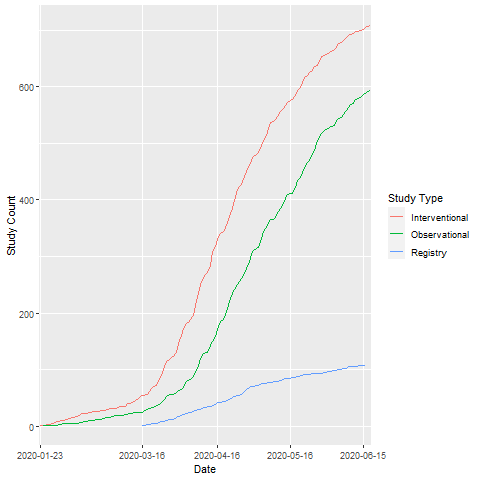 Study Count
600
400
200
0
2020-01-23
2020-03-16
2020-04-16
2020-05-16
2020-06-15
Date
Study Type
Interventional
Observational
Registry